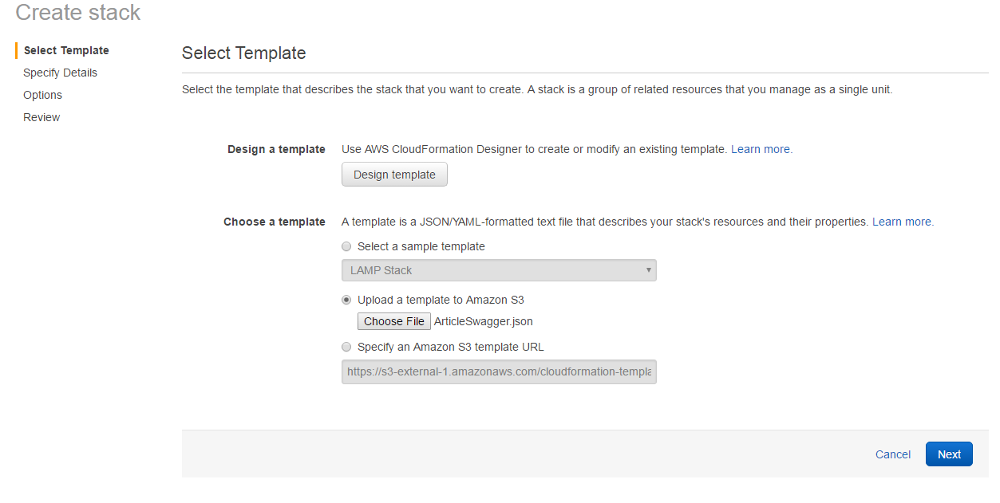 Create stack
Select Template
Specify Details
Options
Review
Select Template
Select the template that describes the stack that you want to create. A stack is a group of related resources that you manage as a single unit.
Design a template
Use AWS CloudFormation Designer to create or modify an existing template. Learn more.
Design template
Choose a template
A template is a JSON/YAML-formatted text file that describes your stack's resources and their properties. Learn more.
Select a sample template
LAMP Stack
Upload a template to Amazon S3
Choose File ArticleSwagger.json
Specify an Amazon S3 template URL
https://s3-external-1.amazonaws.com/cloudformation-templa
Cancel Next